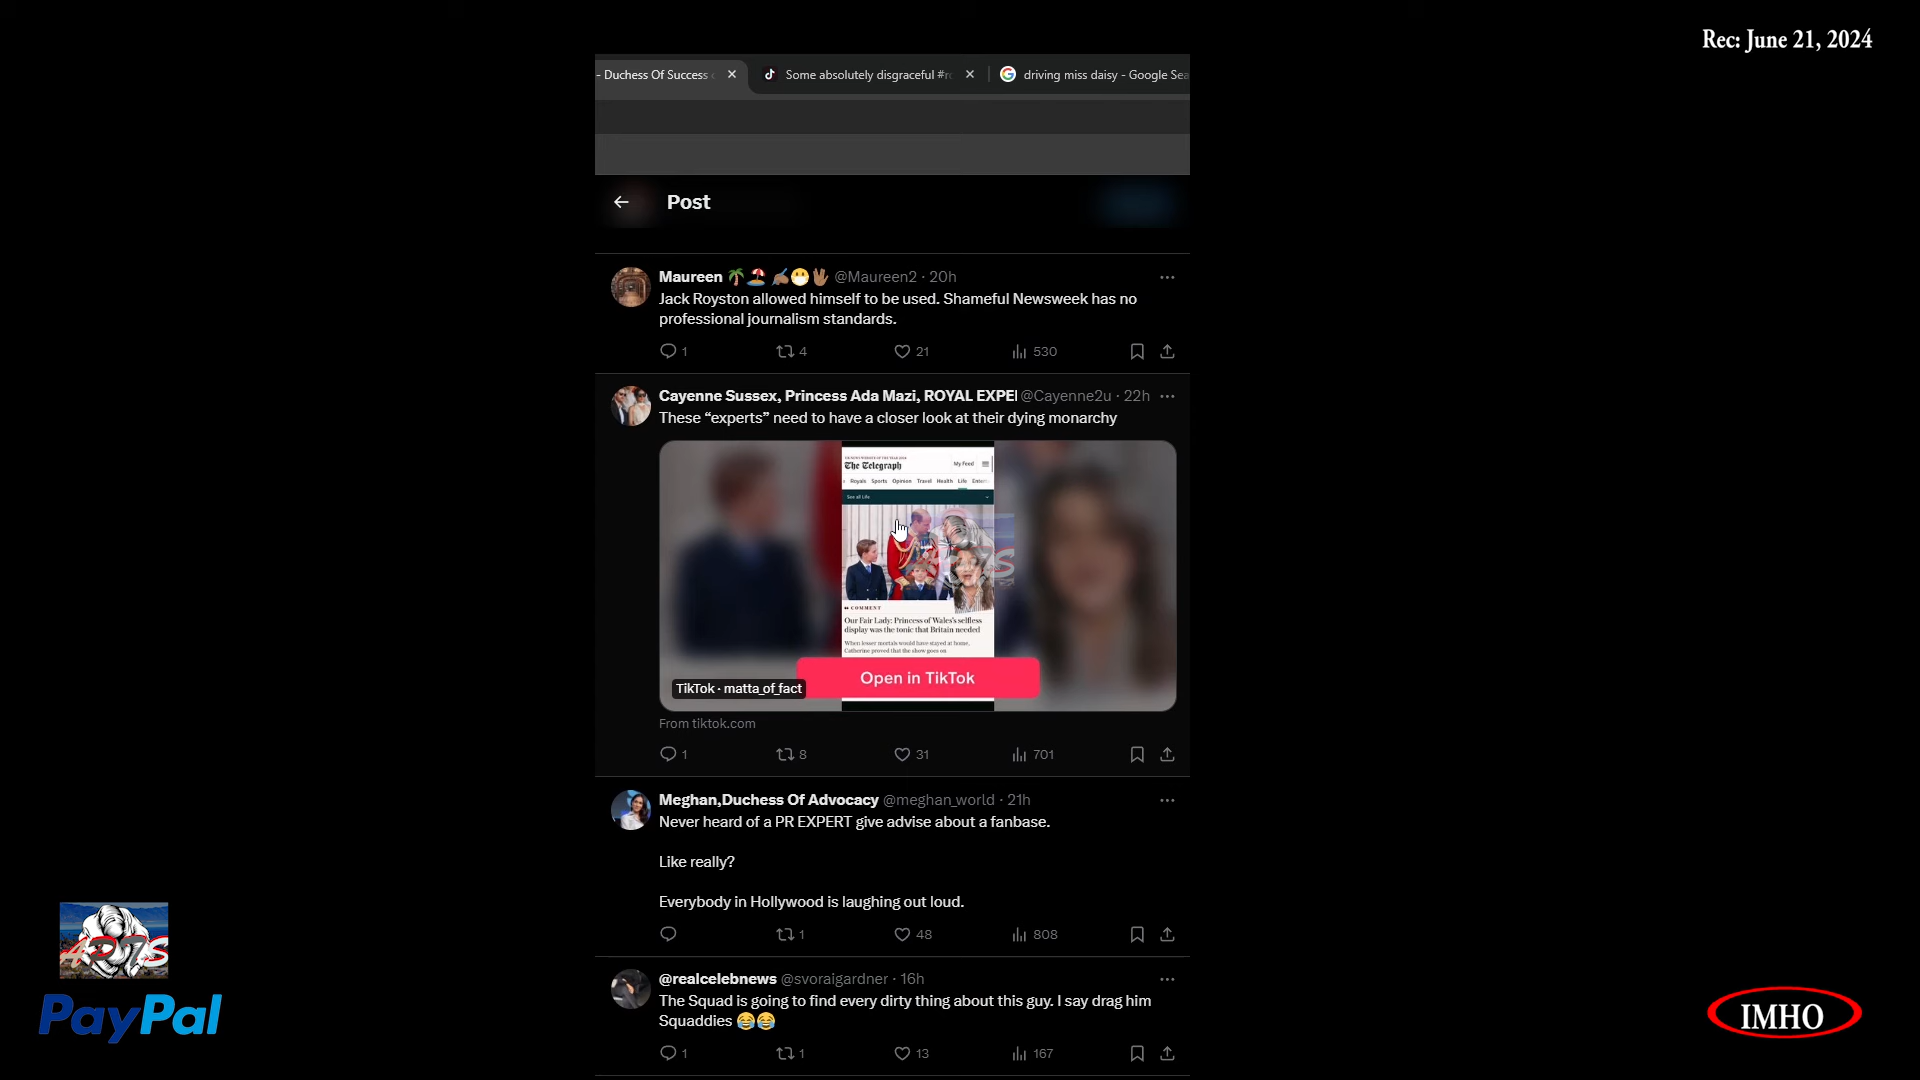 Rec: June 21, 2024
- Duchess Of Success
Some absolutely disgraceful #r
driving miss daisy - Google Sea
Post
Maureen 🌴🏖️ ✍🏽😷🖖🏽 @Maureen2 · 20h
Jack Royston allowed himself to be used. Shameful Newsweek has no
professional journalism standards.
1 4 21 530
Cayenne Sussex, Princess Ada Mazi, ROYAL EXPE @Cayenne2u · 22h
These “experts” need to have a closer look at their dying monarchy
The Telegraph
My Feed
Royals Sports Opinion Travel Health Life Enter
See all Life
COMMENT
Our Fair Lady: Princess of Wales's selfless
display was the tonic that Britain needed
When lesser mortals would have stayed at home,
Catherine proved that the show goes on
Open in TikTok
TikTok · matta_of_fact
From tiktok.com
1 8 31 701
Meghan,Duchess Of Advocacy @meghan_world · 21h
Never heard of a PR EXPERT give advise about a fanbase.
Like really?
Everybody in Hollywood is laughing out loud.
1 48 808
@realcelebnews @svoraigardner · 16h
The Squad is going to find every dirty thing about this guy. I say drag him
Squaddies 😂😂
1 1 13 167
PayPal
IMHO